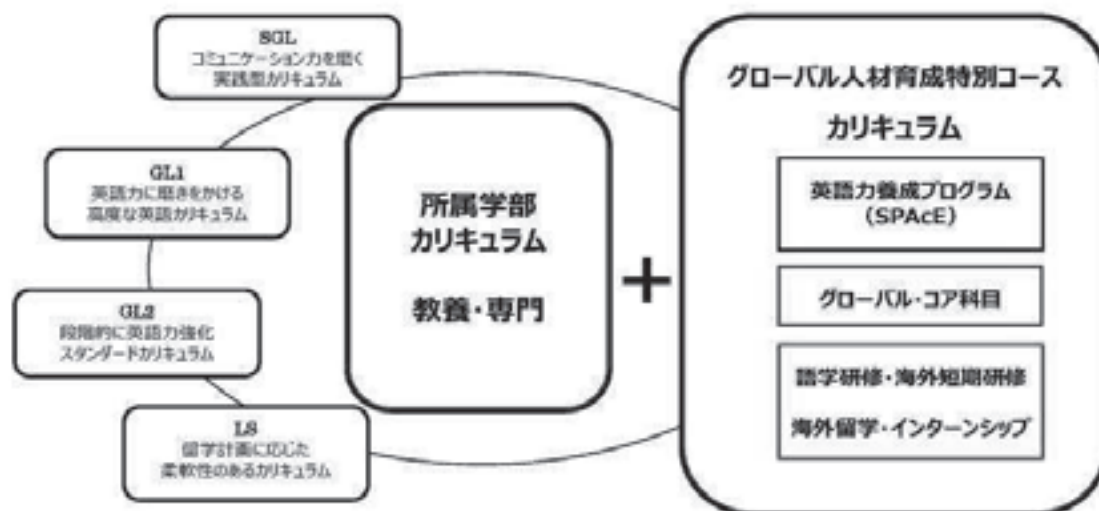 SGL
コミュニケーション力を磨く
実践型カリキュラム
GL1
英語力に磨きをかける
高度な英語カリキュラム
GL2
段階的に英語力強化
スタンダードカリキュラム
LS
留学計画に応じた
柔軟性のあるカリキュラム
所属学部
カリキュラム
教養・専門
+
グローバル人材育成特別コース
カリキュラム
英語力養成プログラム
(SPAcE)
グローバル・コア科目
語学研修・海外短期研修
海外留学・インターンシップ